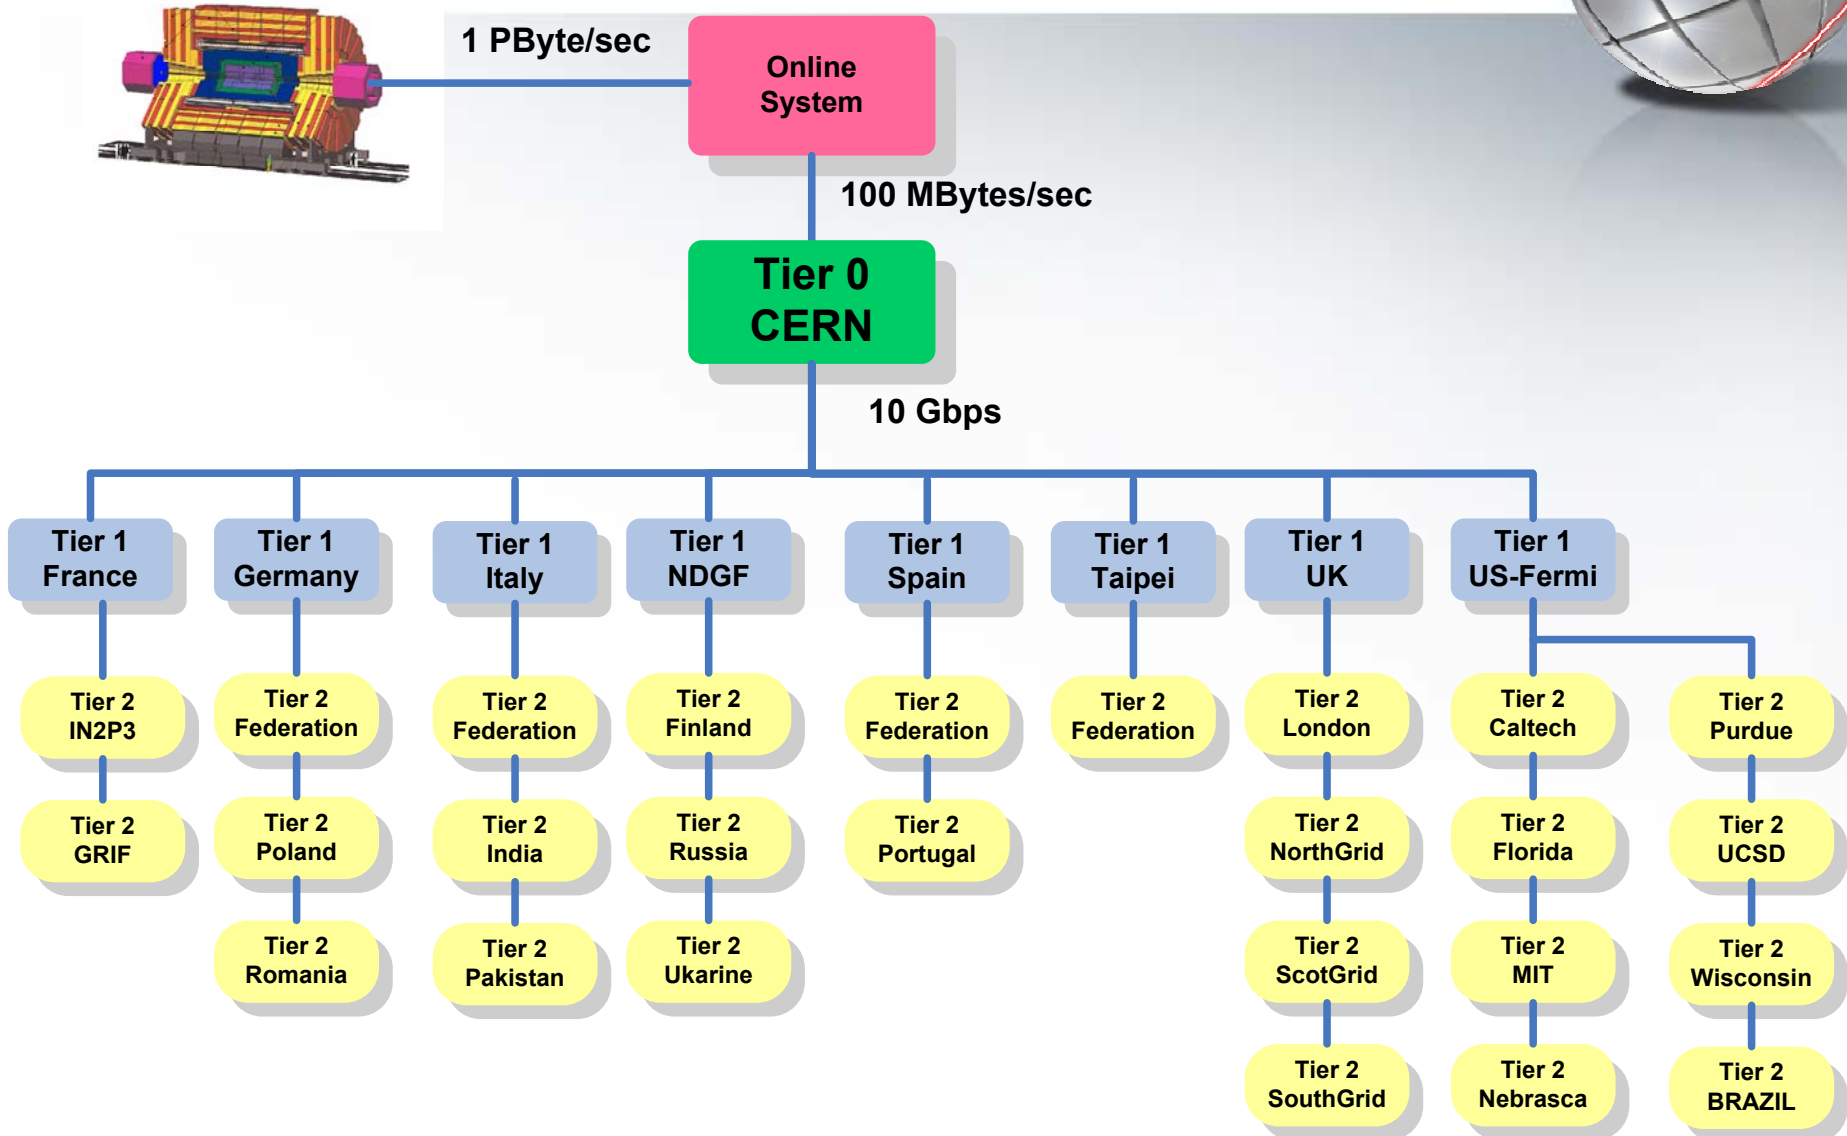 1 PByte/sec
Online
System
100 MBytes/sec
Tier 0
CERN
10 Gbps
Tier 1
France
Tier 1
Germany
Tier 1
Italy
Tier 1
NDGF
Tier 1
Spain
Tier 1
Taipei
Tier 1
UK
Tier 1
US-Fermi
Tier 2
IN2P3
Tier 2
Federation
Tier 2
Federation
Tier 2
Finland
Tier 2
Federation
Tier 2
Federation
Tier 2
London
Tier 2
Caltech
Tier 2
Purdue
Tier 2
GRIF
Tier 2
Poland
Tier 2
India
Tier 2
Russia
Tier 2
Portugal
Tier 2
NorthGrid
Tier 2
Florida
Tier 2
UCSD
Tier 2
Romania
Tier 2
Pakistan
Tier 2
Ukarine
Tier 2
ScotGrid
Tier 2
MIT
Tier 2
Wisconsin
Tier 2
SouthGrid
Tier 2
Nebrasca
Tier 2
BRAZIL